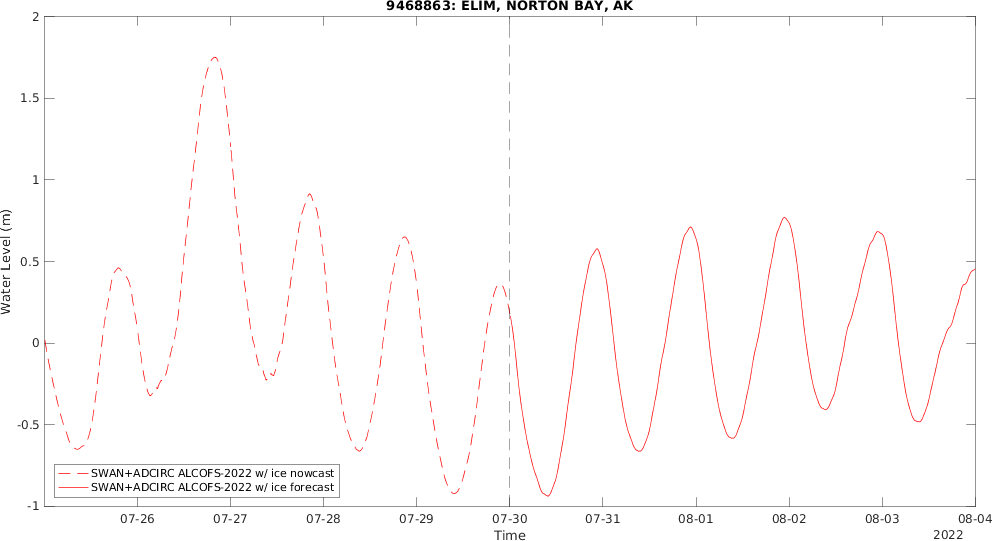 9468863: ELIM, NORTON BAY, AK
Water Level (m)
2
1.5
1
0.5
0
-0.5
-1
SWAN+ADCIRC ALCOFS-2022 w/ ice nowcast
SWAN+ADCIRC ALCOFS-2022 w/ ice forecast
07-26 07-27 07-28 07-29 07-30 07-31 08-01 08-02 08-03 08-04
Time
2022